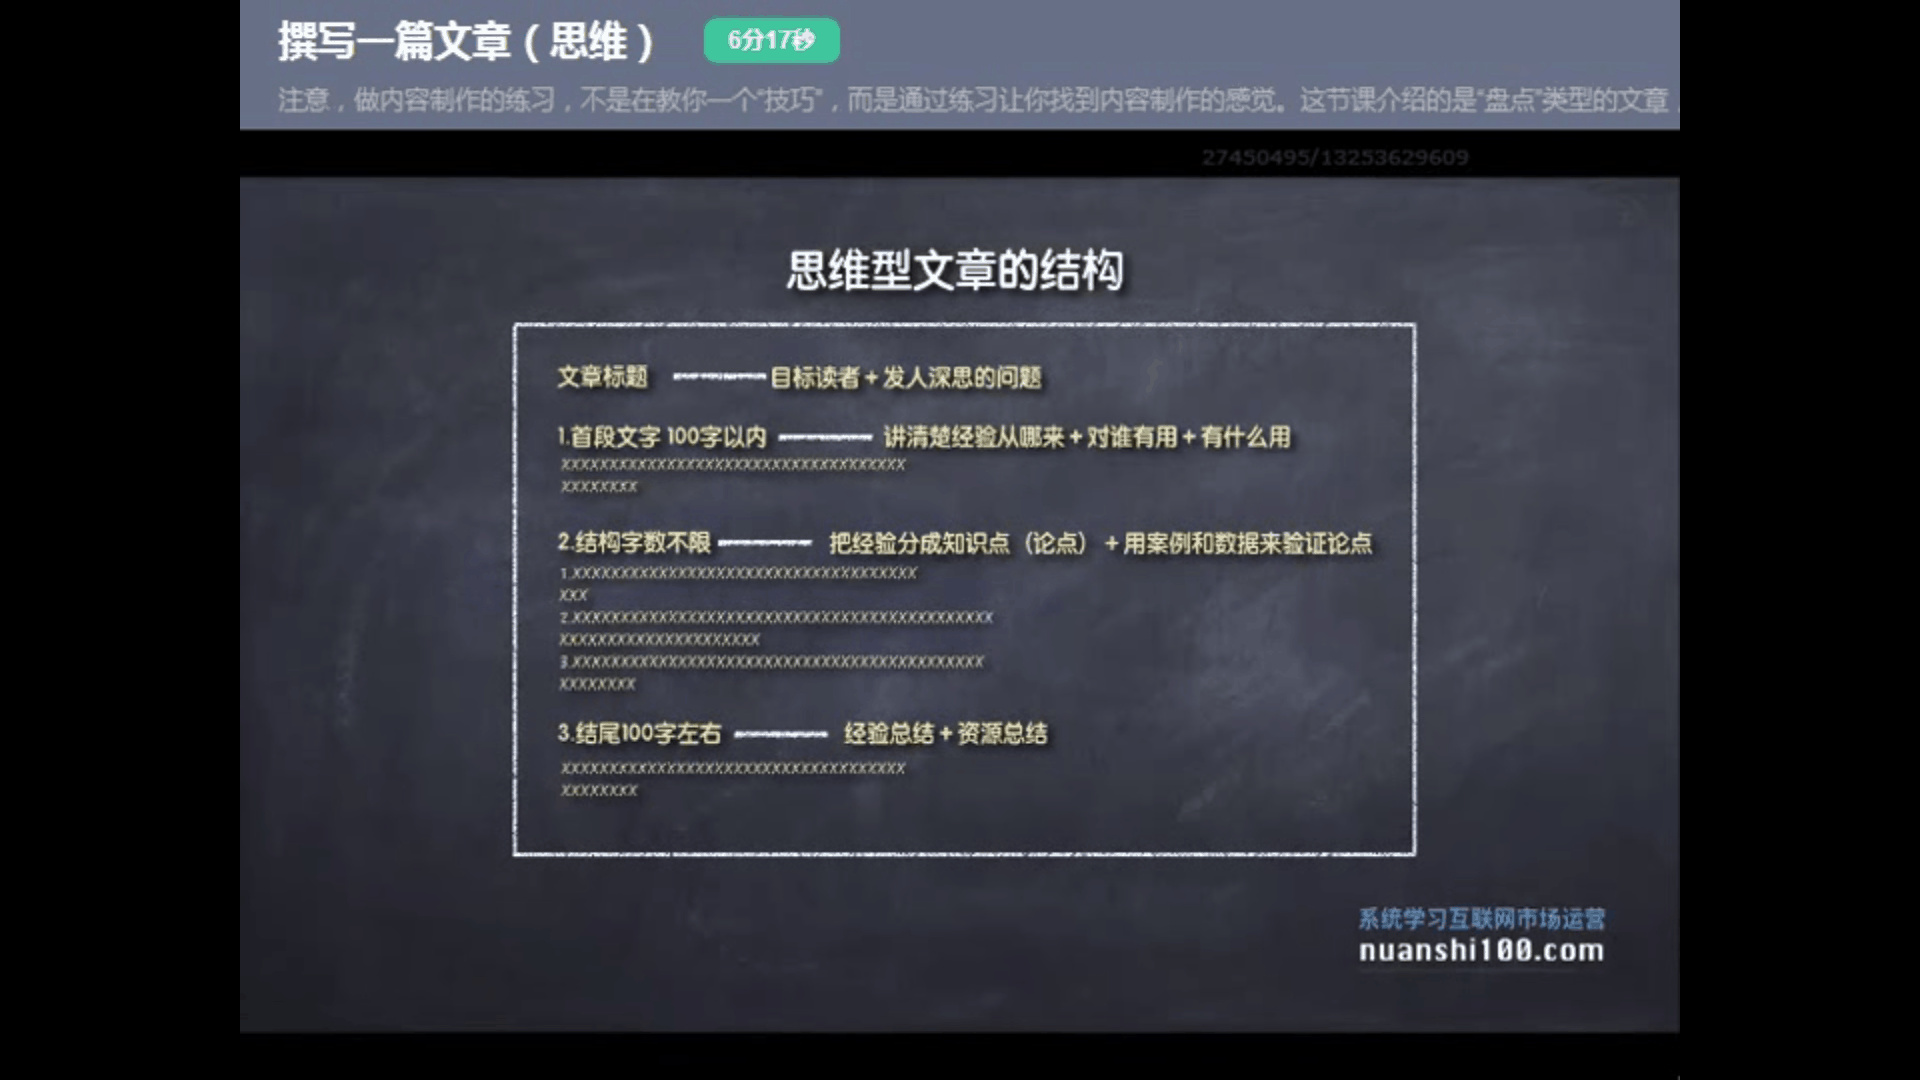 撰写一篇文章（思维） 6分17秒
注意，做内容制作的练习，不是在教你一个“技巧”，而是通过练习让你找到内容制作的感觉。这节课介绍的是“盘点”类型的文章，
27450495/13253629609
思维型文章的结构
文章标题 目标读者+发人深思的问题
1.首段文字 100字以内 讲清楚经验从哪来+对谁有用+有什么用
XXXXXXXXXXXXXXXXXXXXXXXXXXXXXXXXXXXX
XXXXXXXX
2.结构字数不限 把经验分成知识点（论点）+用案例和数据来验证论点
1.XXXXXXXXXXXXXXXXXXXXXXXXXXXXXXXXXXXX
XXX
2.XXXXXXXXXXXXXXXXXXXXXXXXXXXXXXXXXXXXXXXXXXXX
XXXXXXXXXXXXXXXXXXXXX
3.XXXXXXXXXXXXXXXXXXXXXXXXXXXXXXXXXXXXXXXXXXX
XXXXXXXX
3.结尾100字左右 经验总结+资源总结
XXXXXXXXXXXXXXXXXXXXXXXXXXXXXXXXXXXX
XXXXXXXX
系统学习互联网市场运营
nuanshi100.com